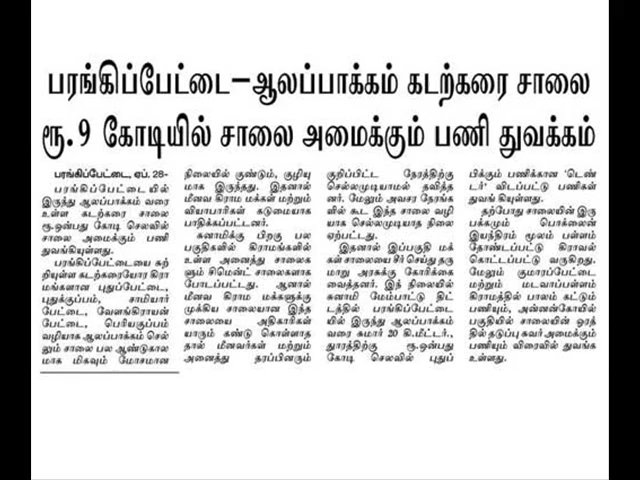 பரங்கிப்பேட்டை–ஆலப்பாக்கம் கடற்கரை சாலை
ரூ.9 கோடியில் சாலை அமைக்கும் பணி துவக்கம்
பரங்கிப்பேட்டை, ஏப். 28-
பரங்கிப்பேட்டையில்
இருந்து ஆலப்பாக்கம் வரை
உள்ள கடற்கரை சாலை
ரூ.ஒன்பது கோடி செலவில்
சாலை அமைக்கும் பணி
துவங்கியுள்ளது.
பரங்கிப்பேட்டையை சுற்
றியுள்ள கடற்கரையோர கிரா
மங்களான புதுப்பேட்டை,
புதுக்குப்பம், சாமியார்
பேட்டை, வேளங்கிராயன்
பேட்டை, பெரியகுப்பம்
வழியாக ஆலப்பாக்கம் செல்
லும் சாலை பல ஆண்டுகால
மாக மிகவும் மோசமான
நிலையில் குண்டும், குழியு
மாக இருந்தது. இதனால்
மீனவ கிராம மக்கள் மற்றும்
வியாபாரிகள் கடுமையாக
பாதிக்கப்பட்டனர்.
சுனாமிக்கு பிறகு பல
பகுதிகளில் கிராமங்களில்
உள்ள அனைத்து சாலைக
ளும் சிமென்ட் சாலைகளாக
போடப்பட்டது. ஆனால்
மீனவ கிராம மக்களுக்கு
முக்கிய சாலையான இந்த
சாலையை அதிகாரிகள்
யாரும் கண்டு கொள்ளாத
தால் மீனவர்கள் மற்றும்
அனைத்து தரப்பினரும்
குறிப்பிட்ட நேரத்திற்கு
செல்லமுடியாமல் தவித்த
னர். மேலும் அவசர நேரங்க
ளில் கூட இந்த சாலை வழி
யாக செல்லமுடியாத நிலை
ஏற்பட்டது.
இதனால் இப்பகுதி மக்
கள் சாலையை சிர் செய்து தரு
மாறு அரசுக்கு கோரிக்கை
வைத்தனர். இந் நிலையில்
சுனாமி மேம்பாட்டு திட்
டத்தில் பரங்கிப்பேட்டை
யில் இருந்து ஆலப்பாக்கம்
வரை சுமார் 20 கி.மீட்டர்.,
துாரத்திற்கு ரூ.ஒன்பது
கோடி செலவில் புதுப்
பிக்கும் பணிக்கான 'டெண்
டர்' விடப்பட்டு பணிகள்
துவங்கியுள்ளது.
தற்போது சாலையின் இரு
பக்கமும் பொக்லைன்
இயந்திரம் மூலம் பள்ளம்
தோண்டப்பட்டு கிராவல்
கொட்டப்பட்டு வருகிறது.
மேலும் குமாரப்பேட்டை
மற்றும் மடவாப்பள்ளம்
கிராமத்தில் பாலம் கட்டும்
பணியும், அன்னன்கோயில்
பகுதியில் சாலையின் ஓரத்
தில் தடுப்பு சுவர் அமைக்கும்
பணியும் விரைவில் துவங்க
உள்ளது.